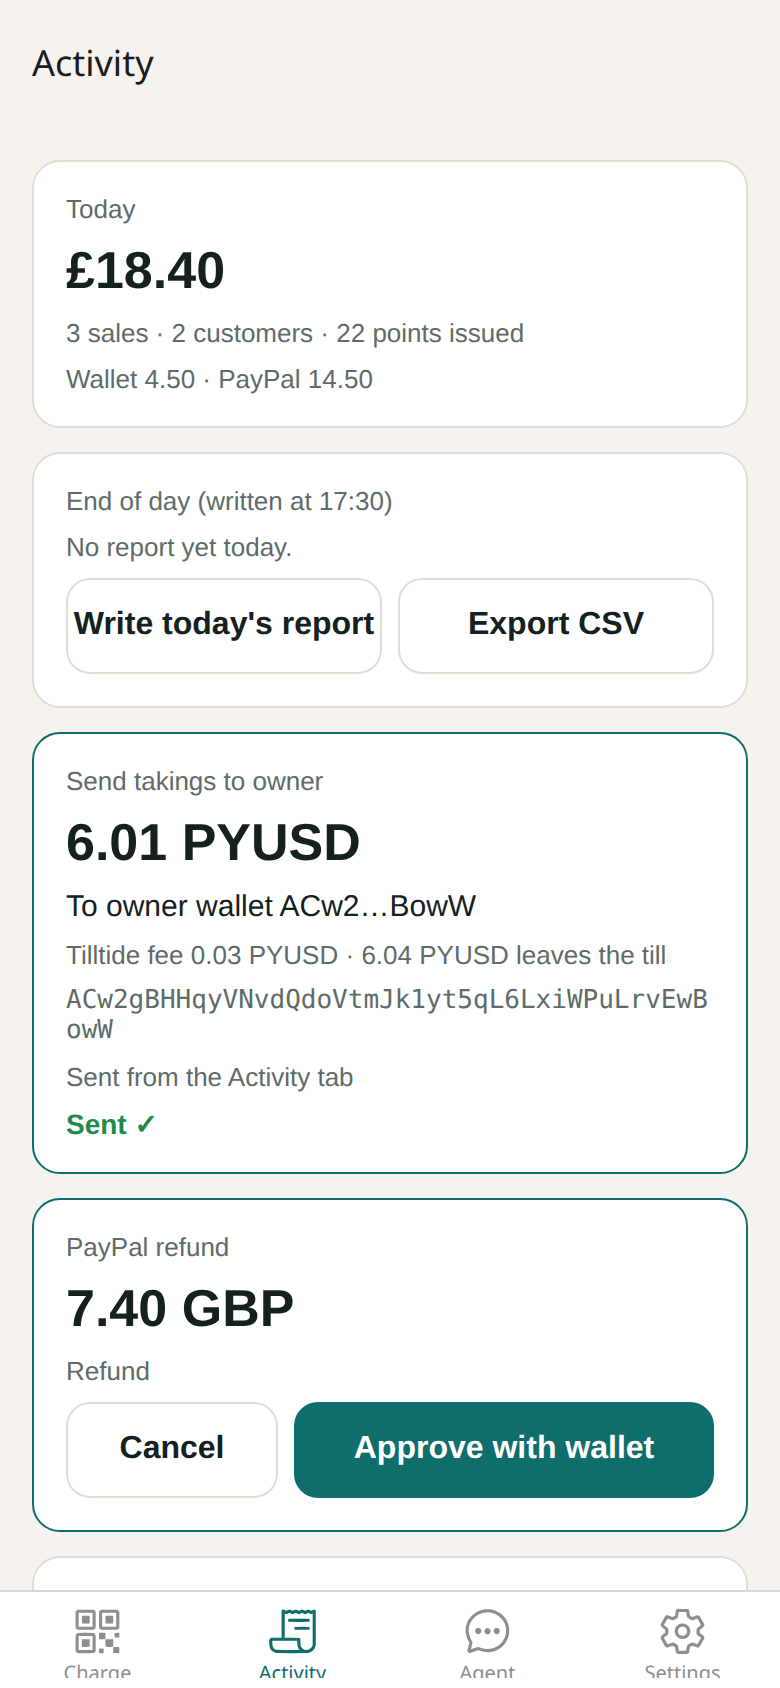 Activity
Today
£18.40
3 sales · 2 customers · 22 points issued
Wallet 4.50 · PayPal 14.50
End of day (written at 17:30)
No report yet today.
Write today's report
Export CSV
Send takings to owner
6.01 PYUSD
To owner wallet ACw2…BowW
Tilltide fee 0.03 PYUSD · 6.04 PYUSD leaves the till
ACw2gBHHqyVNvdQdoVtmJk1yt5qL6LxiWPuLrvEwB
owW
Sent from the Activity tab
Sent ✓
PayPal refund
7.40 GBP
Refund
Cancel
Approve with wallet
Charge
Activity
Agent
Settings